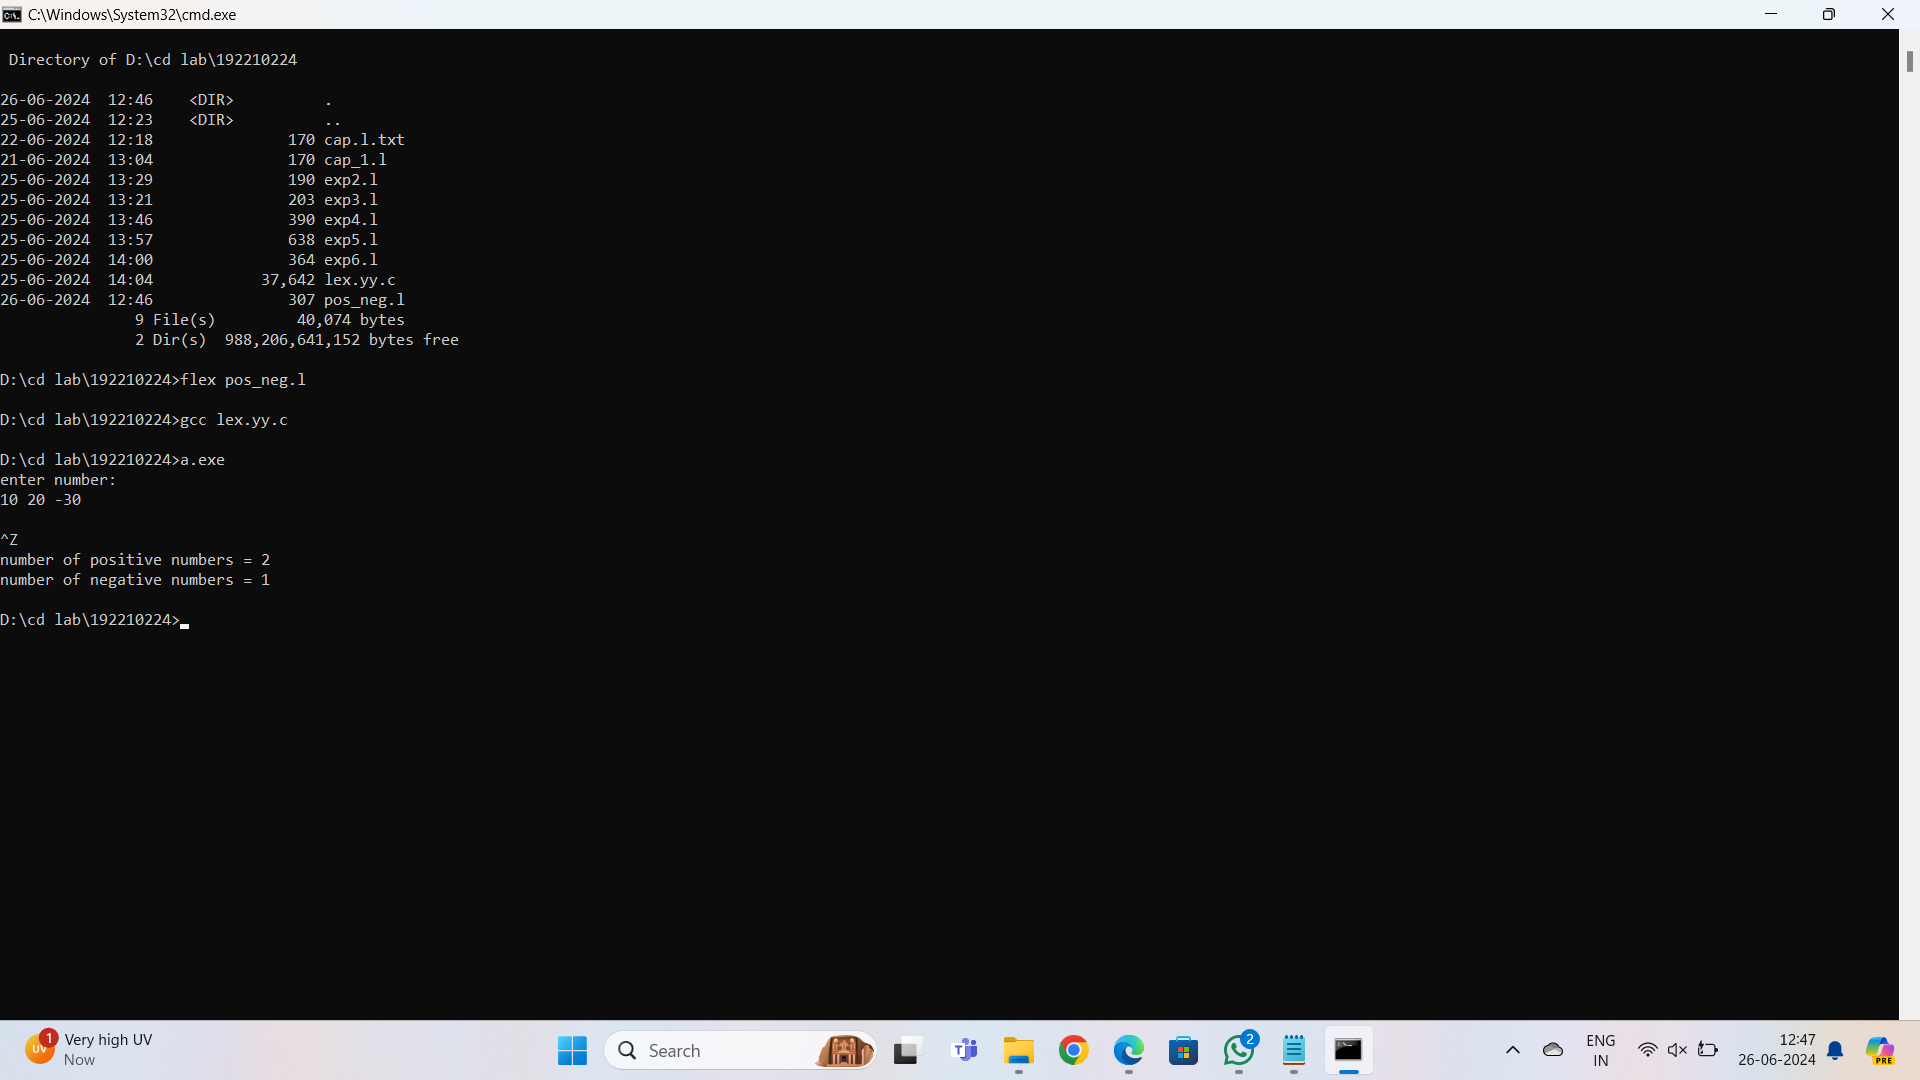 C:\Windows\System32\cmd.exe
Directory of D:\cd lab\192210224
26-06-2024  12:46    <DIR>          .
25-06-2024  12:23    <DIR>          ..
22-06-2024  12:18               170 cap.l.txt
21-06-2024  13:04               170 cap_1.l
25-06-2024  13:29               190 exp2.l
25-06-2024  13:21               203 exp3.l
25-06-2024  13:46               390 exp4.l
25-06-2024  13:57               638 exp5.l
25-06-2024  14:00               364 exp6.l
25-06-2024  14:04            37,642 lex.yy.c
26-06-2024  12:46               307 pos_neg.l
9 File(s)         40,074 bytes
2 Dir(s)  988,206,641,152 bytes free
D:\cd lab\192210224>flex pos_neg.l
D:\cd lab\192210224>gcc lex.yy.c
D:\cd lab\192210224>a.exe
enter number:
10 20 -30
^Z
number of positive numbers = 2
number of negative numbers = 1
D:\cd lab\192210224>
UV 1 Very high UV
Now
Search
2
ENG
IN
12:47
26-06-2024
PRE